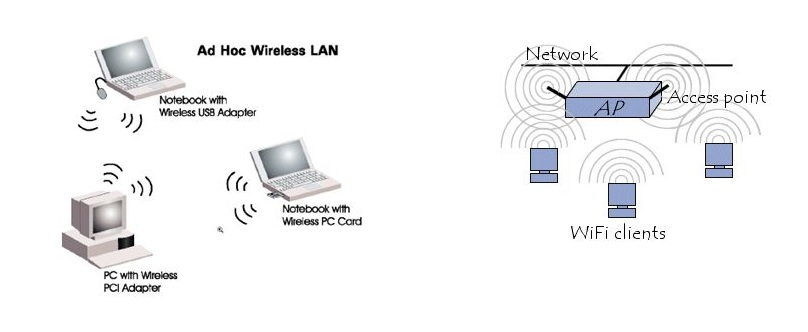 Ad Hoc Wireless LAN
Notebook with
Wireless USB Adapter
Notebook with
Wireless PC Card
PC with Wireless
PCI Adapter
Network
AP
Access point
WiFi clients